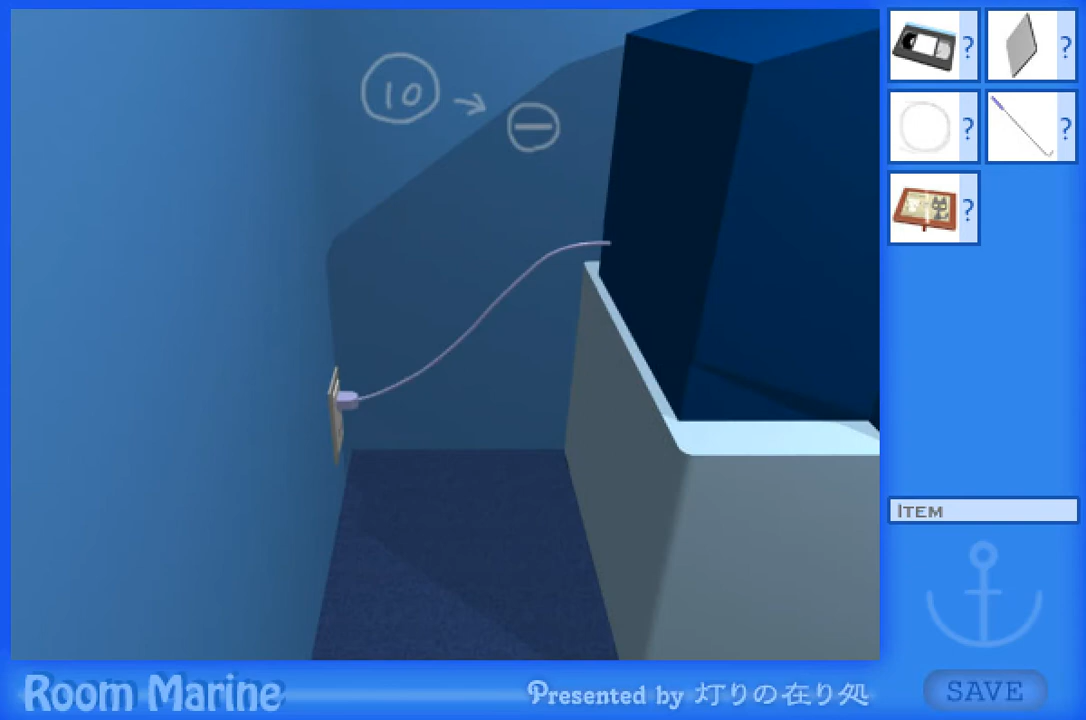 10 → ⊖
?
?
?
?
?
ITEM
Room Marine
Presented by 灯りの在り処
SAVE